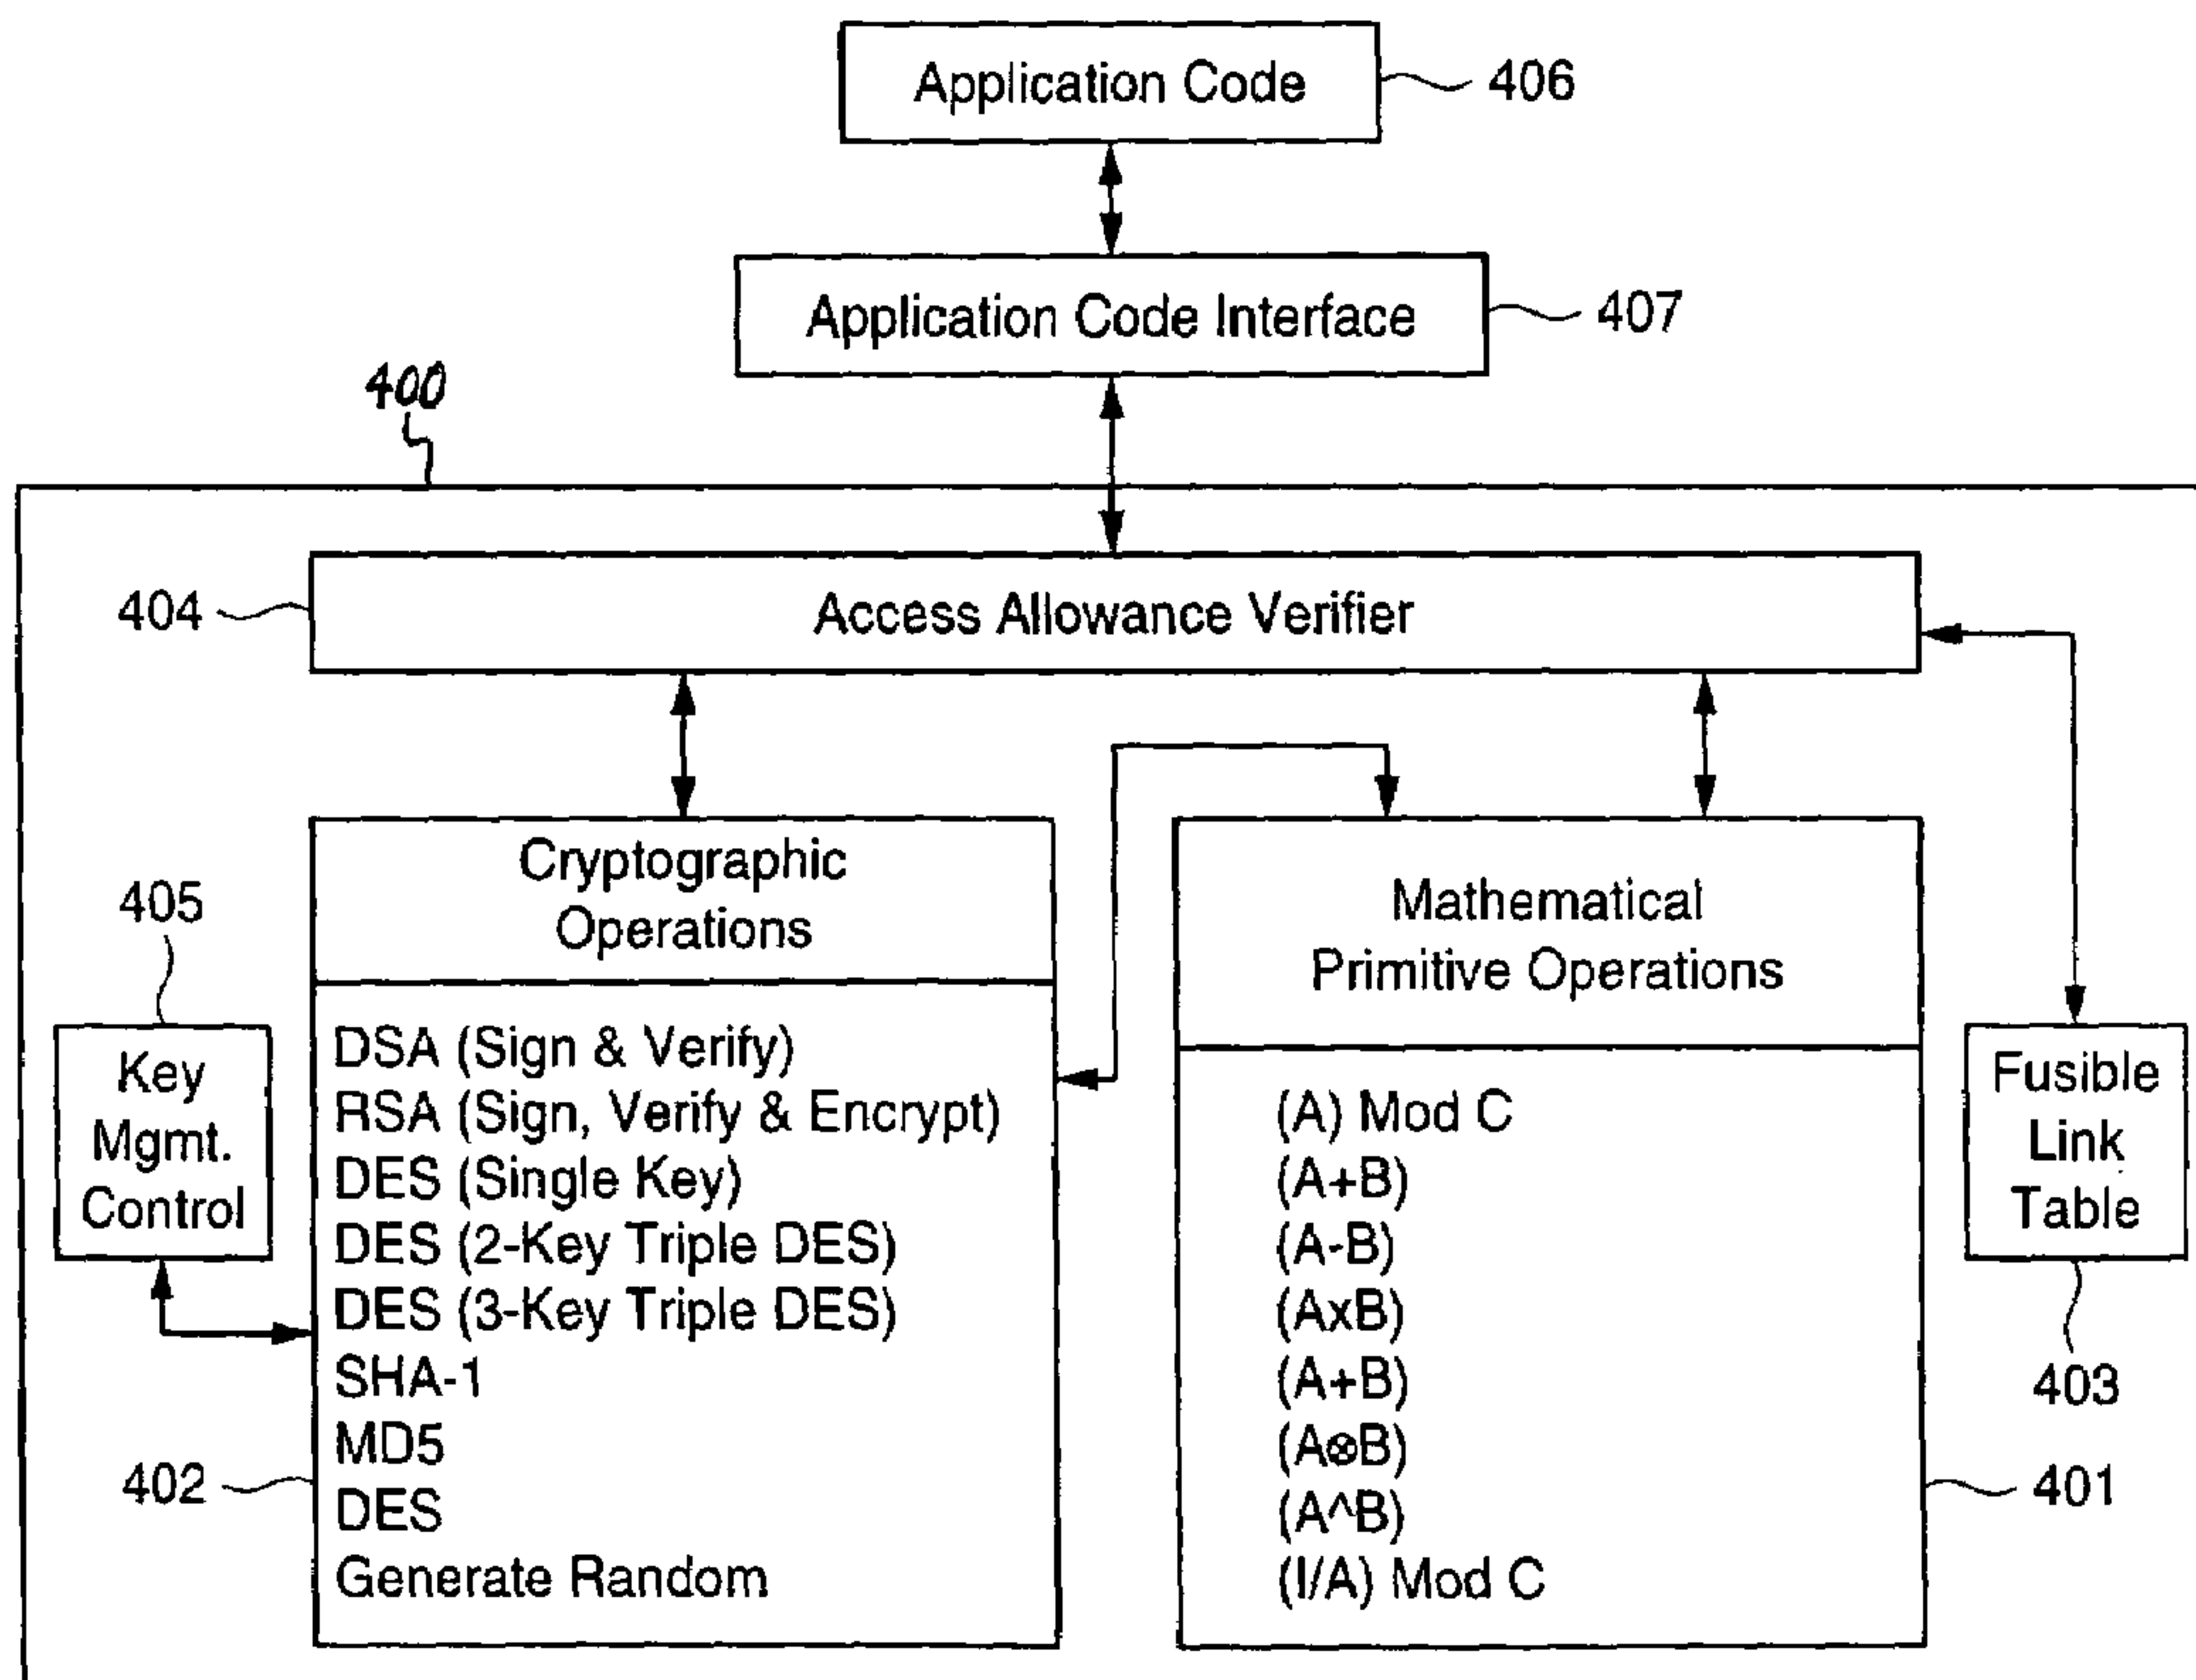 Application Code
406
Application Code Interface
407
400
404
Access Allowance Verifier
Cryptographic
Operations
405
Key
Mgmt.
Control
DSA (Sign & Verify)
RSA (Sign, Verify & Encrypt)
DES (Single Key)
DES (2-Key Triple DES)
DES (3-Key Triple DES)
SHA-1
MD5
DES
Generate Random
402
Mathematical
Primitive Operations
(A) Mod C
(A+B)
(A-B)
(AxB)
(A+B)
(A⊗B)
(A^B)
(I/A) Mod C
Fusible
Link
Table
403
401